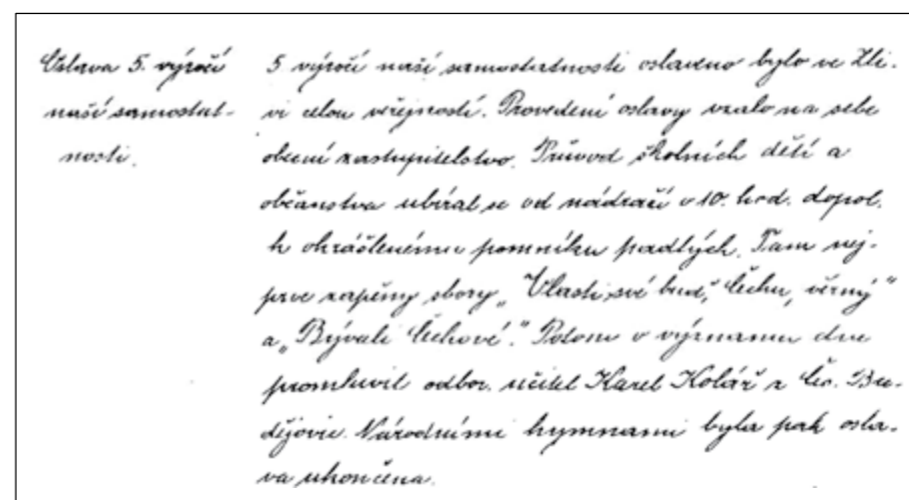 Oslava 5. výročí
naší samostat-
nosti.
5 výročí naší samostatnosti oslaveno bylo ve Zli-
vi celou veřejností. Provedení oslavy vzalo na sebe
obecní zastupitelstvo. Průvod školních dětí a
občanstva ubíral se od nádraží v 10. hod. dopol.
k okrášlenému pomníku padlých. Tam nej-
prve zapěny sbory „Vlasti své buď, Čechu, věrný"
a „Bývali Čechové". Potom o významu dne
promluvil odbor. učitel Karel Kolář z Čes. Bu-
dějovic. Národními hymnami byla pak osla-
va ukončena.